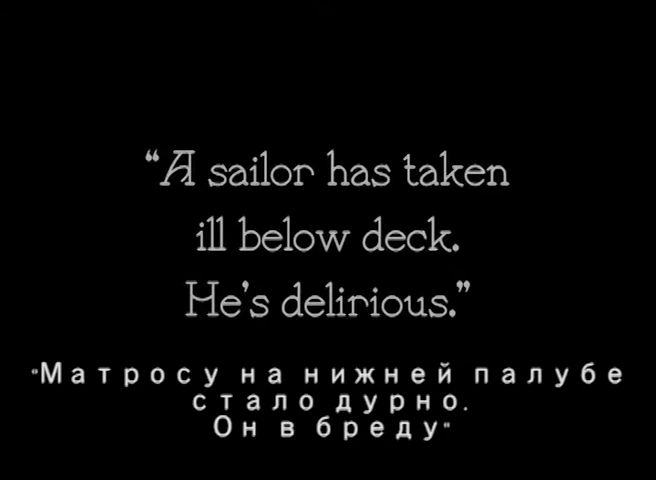 “A sailor has taken
ill below deck.
He's delirious.”
"Матросу на нижней палубе
стало дурно.
Он в бреду"